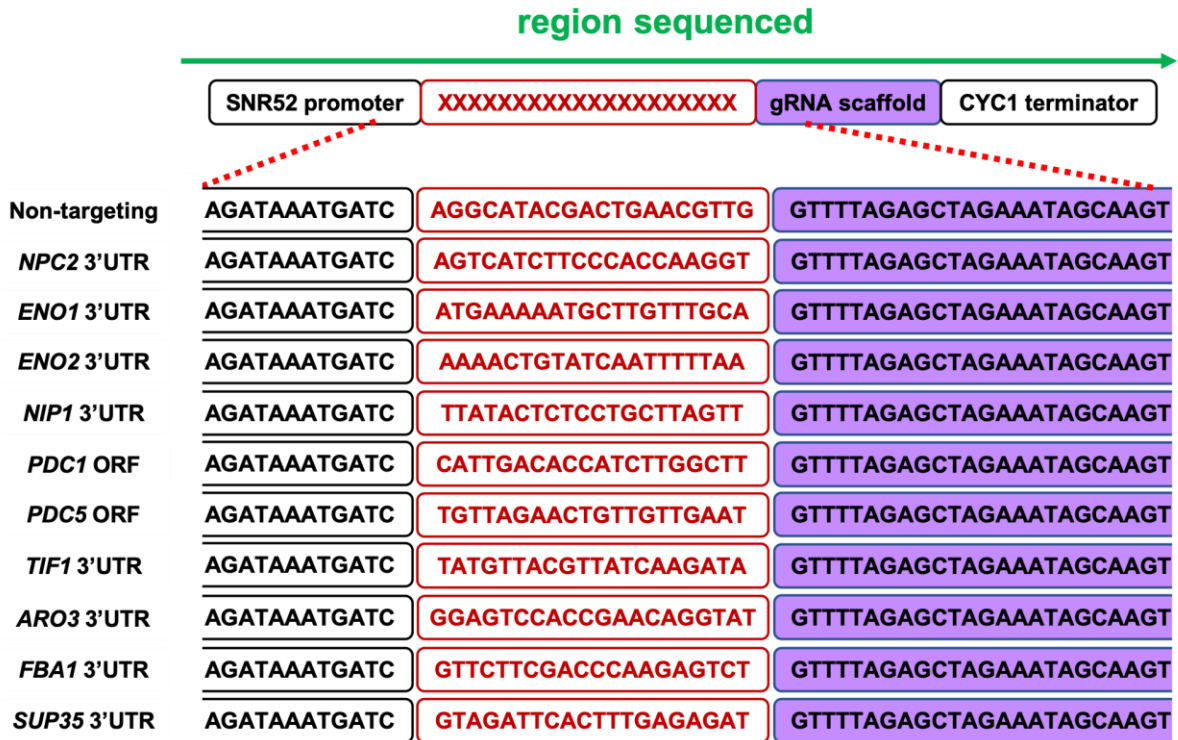 region sequenced
SNR52 promoter XXXXXXXXXXXXXXXXXXXX gRNA scaffold CYC1 terminator
Non-targeting AGATAAATGATC AGGCATACGACTGAACGTTG GTTTTAGAGCTAGAAATAGCAAGT
NPC2 3'UTR AGATAAATGATC AGTCATCTTCCCACCAAGGT GTTTTAGAGCTAGAAATAGCAAGT
ENO1 3'UTR AGATAAATGATC ATGAAAAATGCTTGTTTGCA GTTTTAGAGCTAGAAATAGCAAGT
ENO2 3'UTR AGATAAATGATC AAAACTGTATCAATTTTTAA GTTTTAGAGCTAGAAATAGCAAGT
NIP1 3'UTR AGATAAATGATC TTATACTCTCCTGCTTAGTT GTTTTAGAGCTAGAAATAGCAAGT
PDC1 ORF AGATAAATGATC CATTGACACCATCTTGGCTT GTTTTAGAGCTAGAAATAGCAAGT
PDC5 ORF AGATAAATGATC TGTTAGAACTGTTGTTGAAT GTTTTAGAGCTAGAAATAGCAAGT
TIF1 3'UTR AGATAAATGATC TATGTTACGTTATCAAGATA GTTTTAGAGCTAGAAATAGCAAGT
ARO3 3'UTR AGATAAATGATC GGAGTCCACCGAACAGGTAT GTTTTAGAGCTAGAAATAGCAAGT
FBA1 3'UTR AGATAAATGATC GTTCTTCGACCCAAGAGTCT GTTTTAGAGCTAGAAATAGCAAGT
SUP35 3'UTR AGATAAATGATC GTAGATTCACTTTGAGAGAT GTTTTAGAGCTAGAAATAGCAAGT